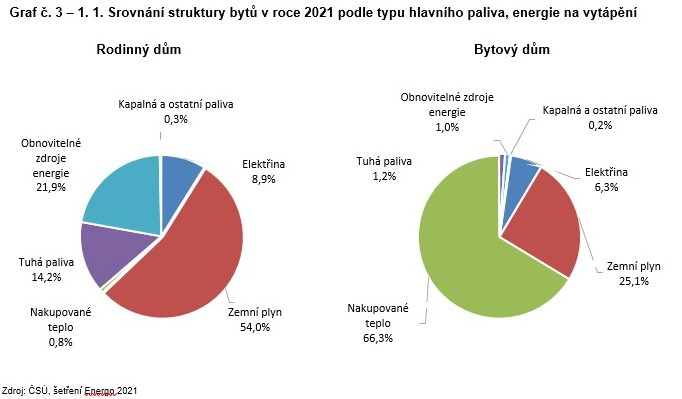 Graf č. 3 – 1. 1. Srovnání struktury bytů v roce 2021 podle typu hlavního paliva, energie na vytápění
Rodinný dům
Kapalná a ostatní paliva
0,3%
Obnovitelné
zdroje
energie
21,9%
Elektřina
8,9%
Tuhá paliva
14,2%
Nakupované
teplo
0,8%
Zemní plyn
54,0%
Bytový dům
Obnovitelné zdroje
energie
1,0%
Kapalná a ostatní paliva
0,2%
Tuhá paliva
1,2%
Elektřina
6,3%
Zemní plyn
25,1%
Nakupované
teplo
66,3%
Zdroj: ČSÚ, šetření Energo 2021